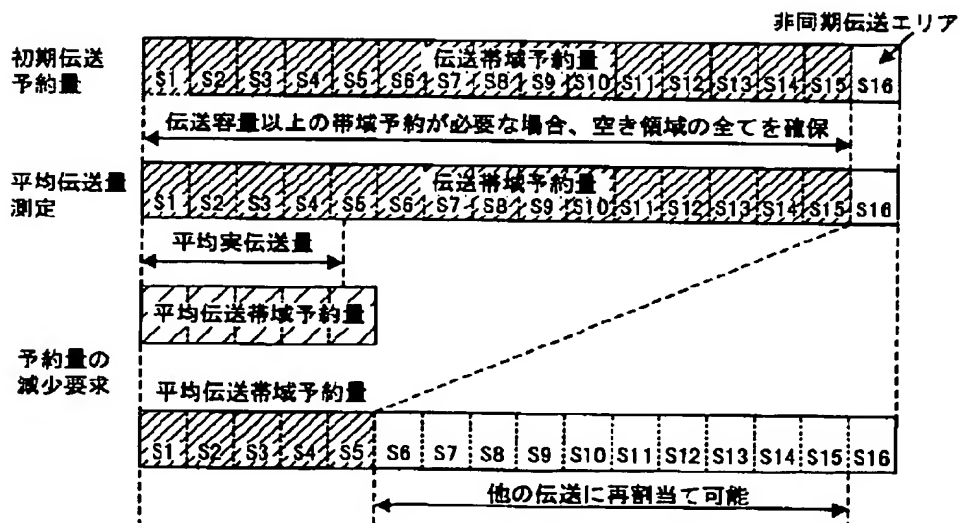 非同期伝送エリア
初期伝送
予約量
伝送帯域予約量
S1 S2 S3 S4 S5 S6 S7 S8 S9 S10 S11 S12 S13 S14 S15 S16
伝送容量以上の帯域予約が必要な場合、空き領域の全てを確保
平均伝送量
測定
伝送帯域予約量
S1 S2 S3 S4 S5 S6 S7 S8 S9 S10 S11 S12 S13 S14 S15 S16
平均実伝送量
平均伝送帯域予約量
予約量の
減少要求
平均伝送帯域予約量
S1 S2 S3 S4 S5 S6 S7 S8 S9 S10 S11 S12 S13 S14 S15 S16
他の伝送に再割当て可能